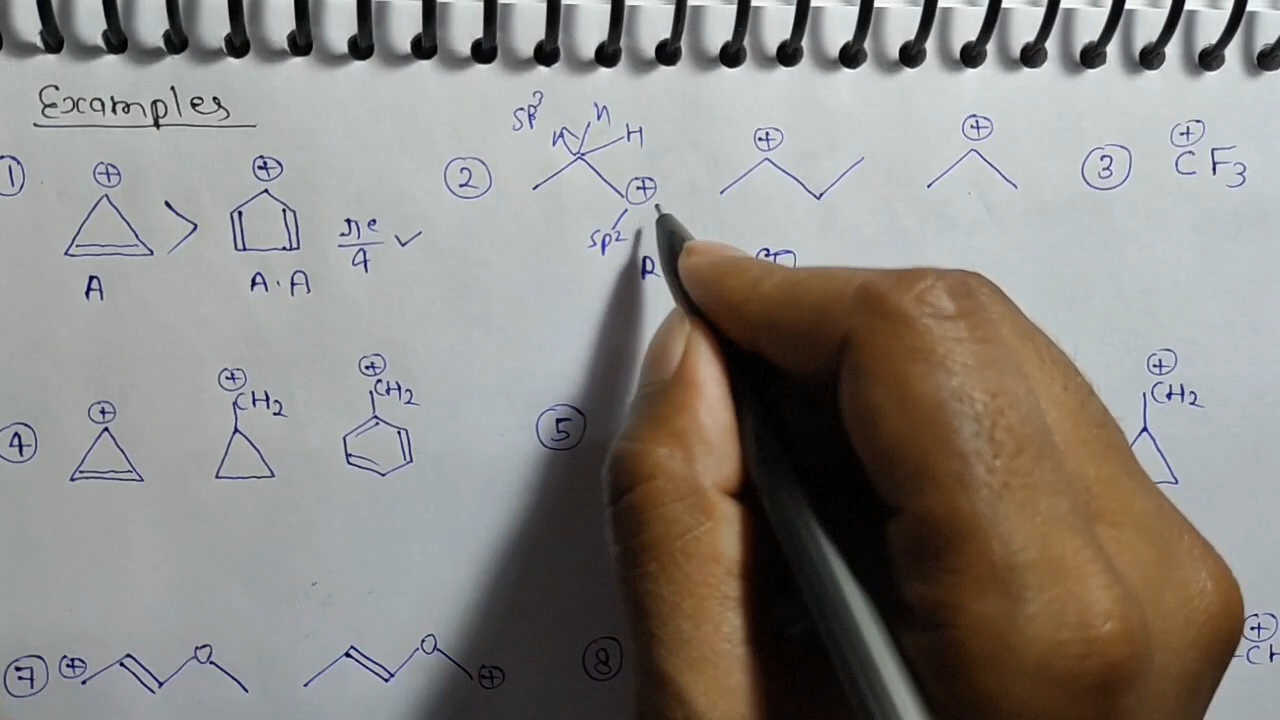 Examples
① ⊕ > ⊕ πe/4 ✓
A A.A
② sp³ H H ⊕ sp² ⊕ ⊕
R
③ ⊕ CF3
④ ⊕ ⊕ CH2 ⊕ CH2
⑤
⊕ CH2
⑦ ⊕ O O ⊕
⑧
⊕